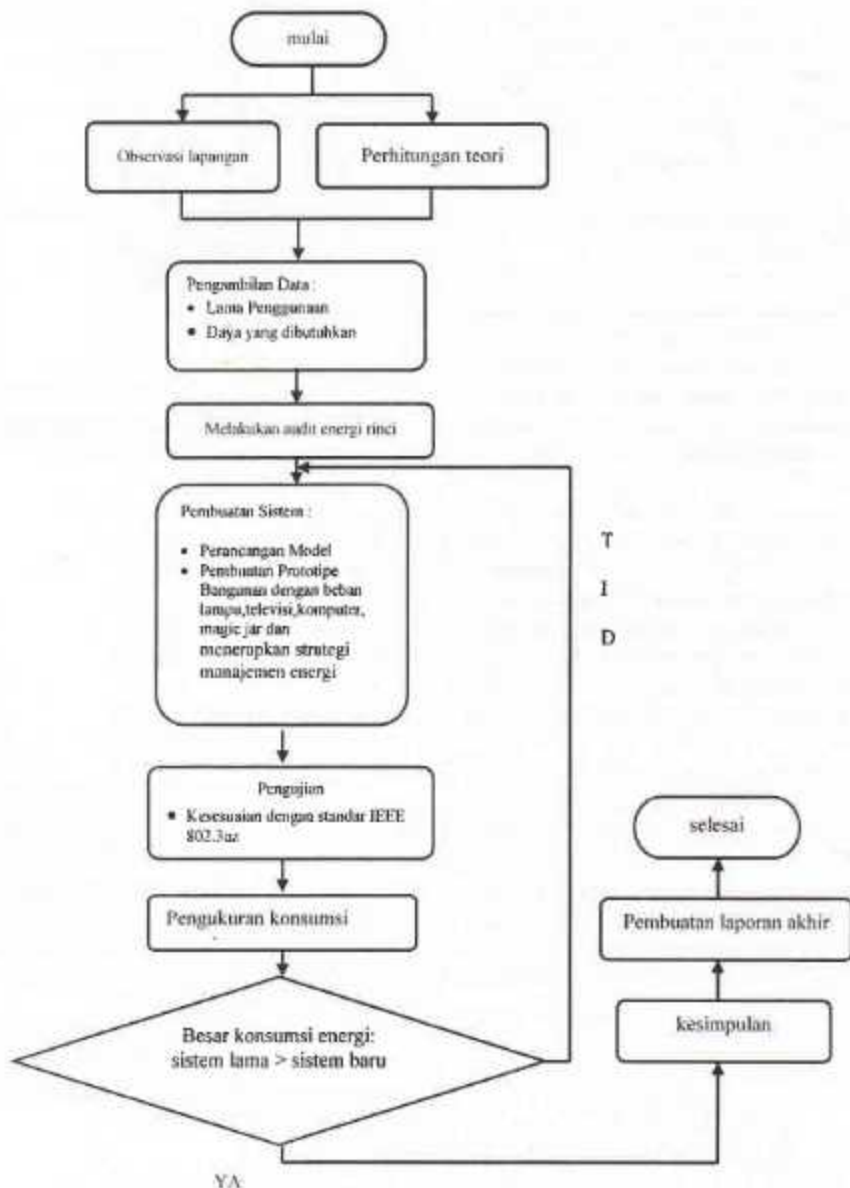 mulai
Observasi lapangan
Perhitungan teori
Pengambilan Data :
• Lama Penggunaan
• Daya yang dibutuhkan
Melakukan audit energi rinci
Pembuatan Sistem :
• Perancangan Model
• Pembuatan Prototipe
Bangunan dengan beban
lampu,televisi,komputer,
magic jar dan
menerapkan strategi
manajemen energi
T
I
D
Pengujian
▪ Kesesuaian dengan standar IEEE
802.3az
Pengukuran konsumsi
Besar konsumsi energi:
sistem lama > sistem baru
YA
selesai
Pembuatan laporan akhir
kesimpulan